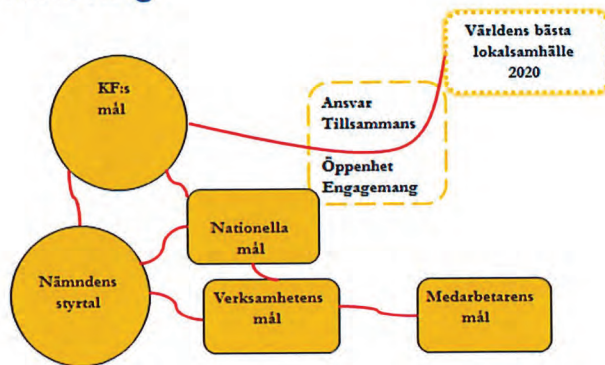 Världens bästa
lokalsamhälle
2020
KF:s
mål
Ansvar
Tillsammans
Öppenhet
Engagemang
Nationella
mål
Nämndens
styrtal
Verksamhetens
mål
Medarbetarens
mål